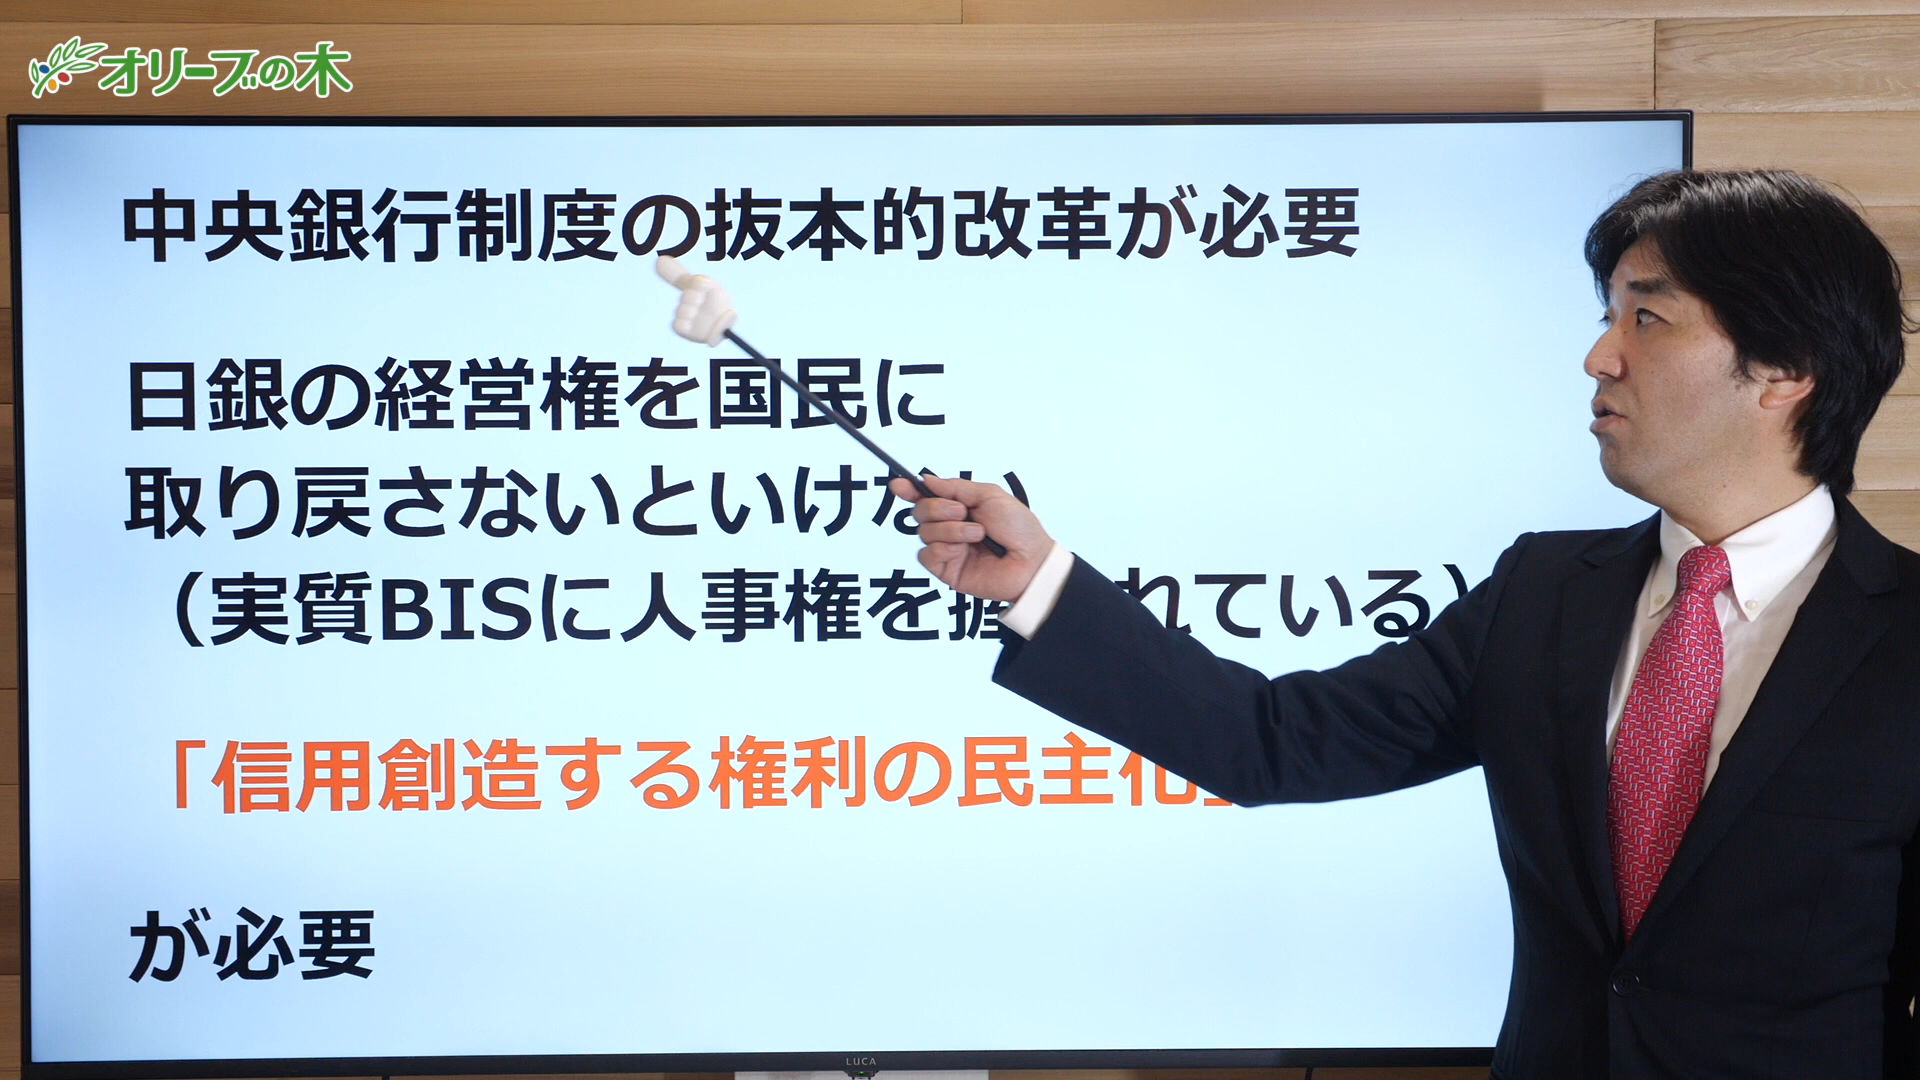 オリーブの木
中央銀行制度の抜本的改革が必要
日銀の経営権を国民に
取り戻さないといけない
（実質BISに人事権を握 れている）
「信用創造する権利の民主化」
が必要
LUCA